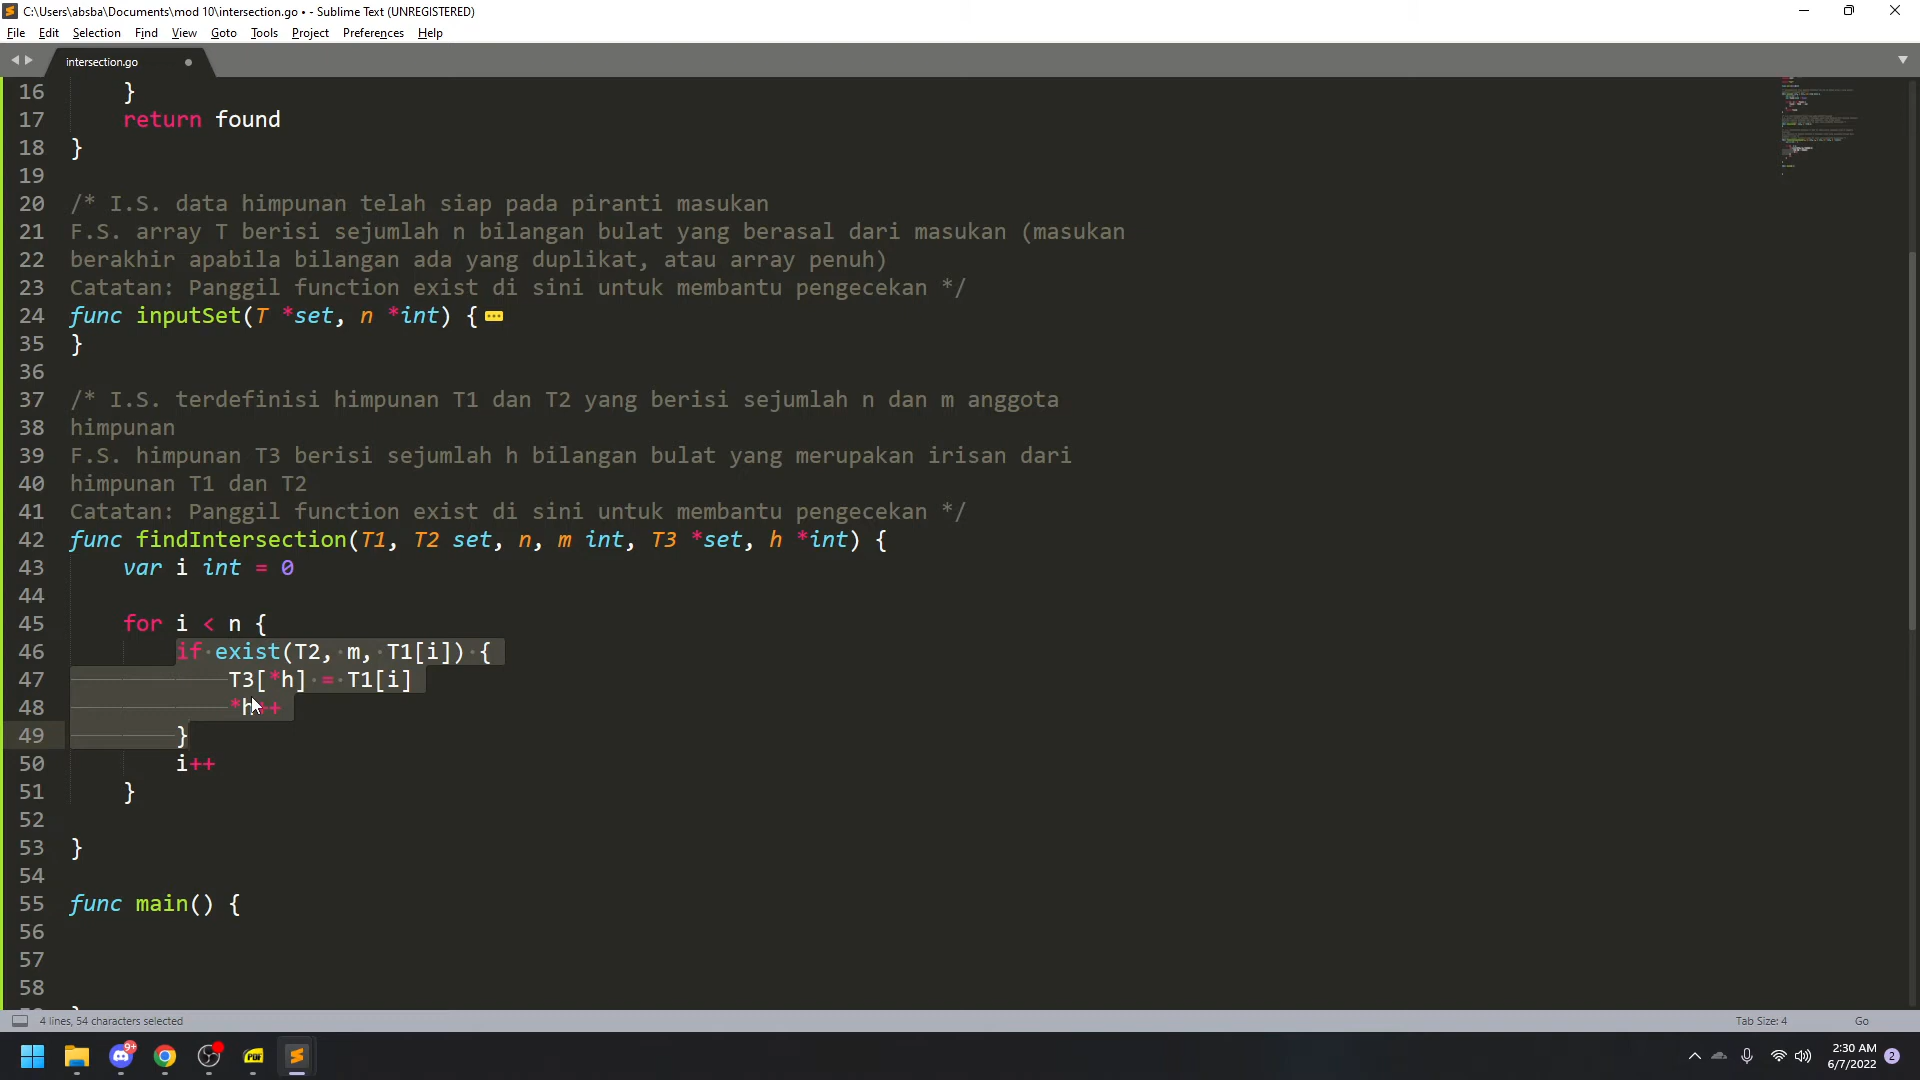 C:\Users\absba\Documents\mod 10\intersection.go • - Sublime Text (UNREGISTERED)
File Edit Selection Find View Goto Tools Project Preferences Help
intersection.go
16 }
17 return found
18 }
19
20 /* I.S. data himpunan telah siap pada piranti masukan
21 F.S. array T berisi sejumlah n bilangan bulat yang berasal dari masukan (masukan
22 berakhir apabila bilangan ada yang duplikat, atau array penuh)
23 Catatan: Panggil function exist di sini untuk membantu pengecekan */
24 func inputSet(T *set, n *int) {
35 }
36
37 /* I.S. terdefinisi himpunan T1 dan T2 yang berisi sejumlah n dan m anggota
38 himpunan
39 F.S. himpunan T3 berisi sejumlah h bilangan bulat yang merupakan irisan dari
40 himpunan T1 dan T2
41 Catatan: Panggil function exist di sini untuk membantu pengecekan */
42 func findIntersection(T1, T2 set, n, m int, T3 *set, h *int) {
43 var i int = 0
44
45 for i < n {
46 if exist(T2, m, T1[i]) {
47 T3[*h] = T1[i]
48 *h++
49 }
50 i++
51 }
52
53 }
54
55 func main() {
56
57
58
4 lines, 54 characters selected
Tab Size: 4
Go
9+
PDF
2:30 AM
6/7/2022
2